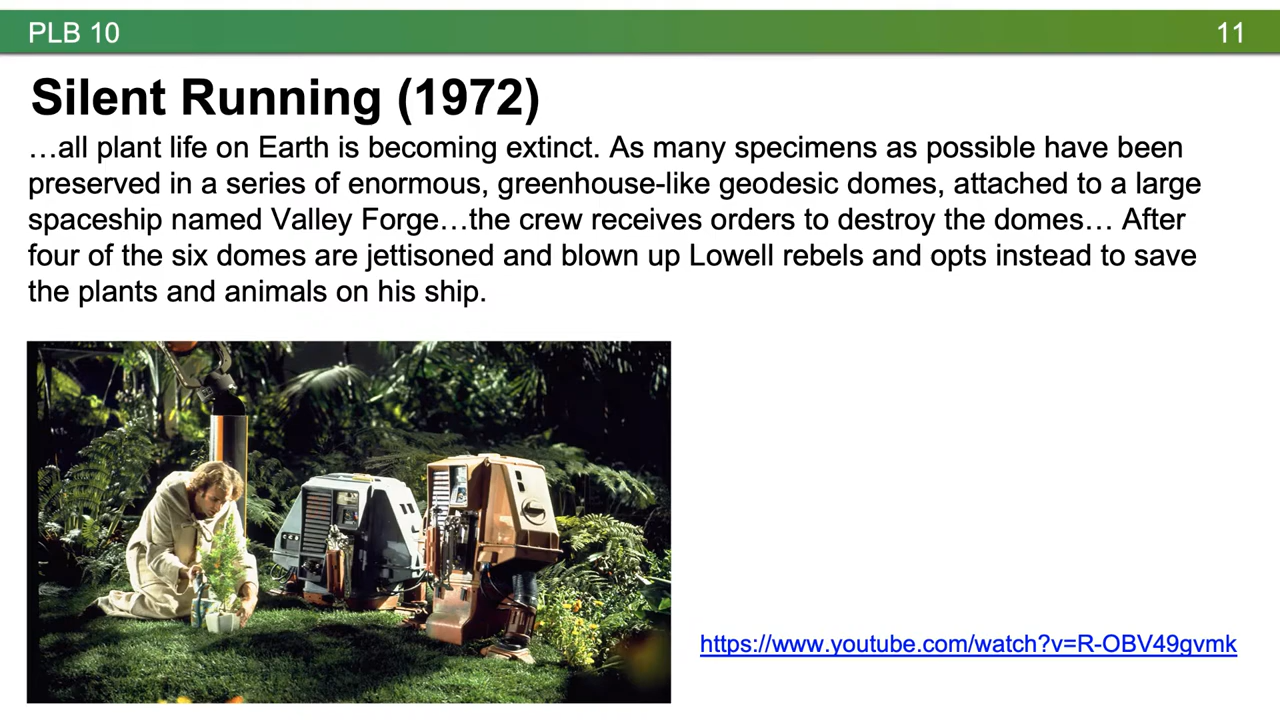 PLB 10
11
Silent Running (1972)
…all plant life on Earth is becoming extinct. As many specimens as possible have been
preserved in a series of enormous, greenhouse-like geodesic domes, attached to a large
spaceship named Valley Forge…the crew receives orders to destroy the domes… After
four of the six domes are jettisoned and blown up Lowell rebels and opts instead to save
the plants and animals on his ship.
https://www.youtube.com/watch?v=R-OBV49gvmk